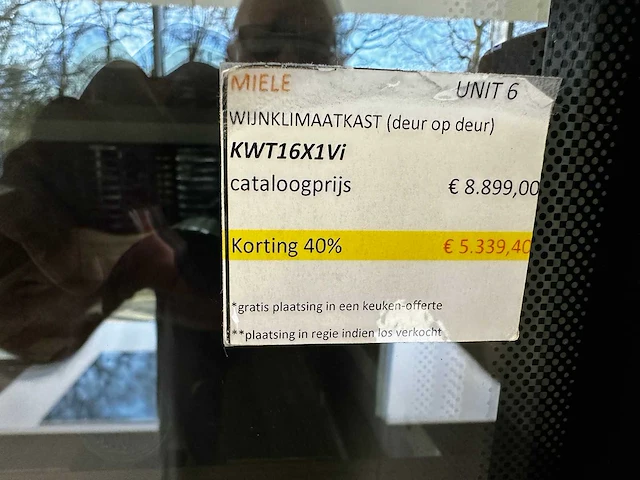 MIELE UNIT 6
WIJNKLIMAATKAST (deur op deur)
KWT16X1Vi
cataloogprijs € 8.899,00
Korting 40% € 5.339,40
*gratis plaatsing in een keuken-offerte
**plaatsing in regie indien los verkocht